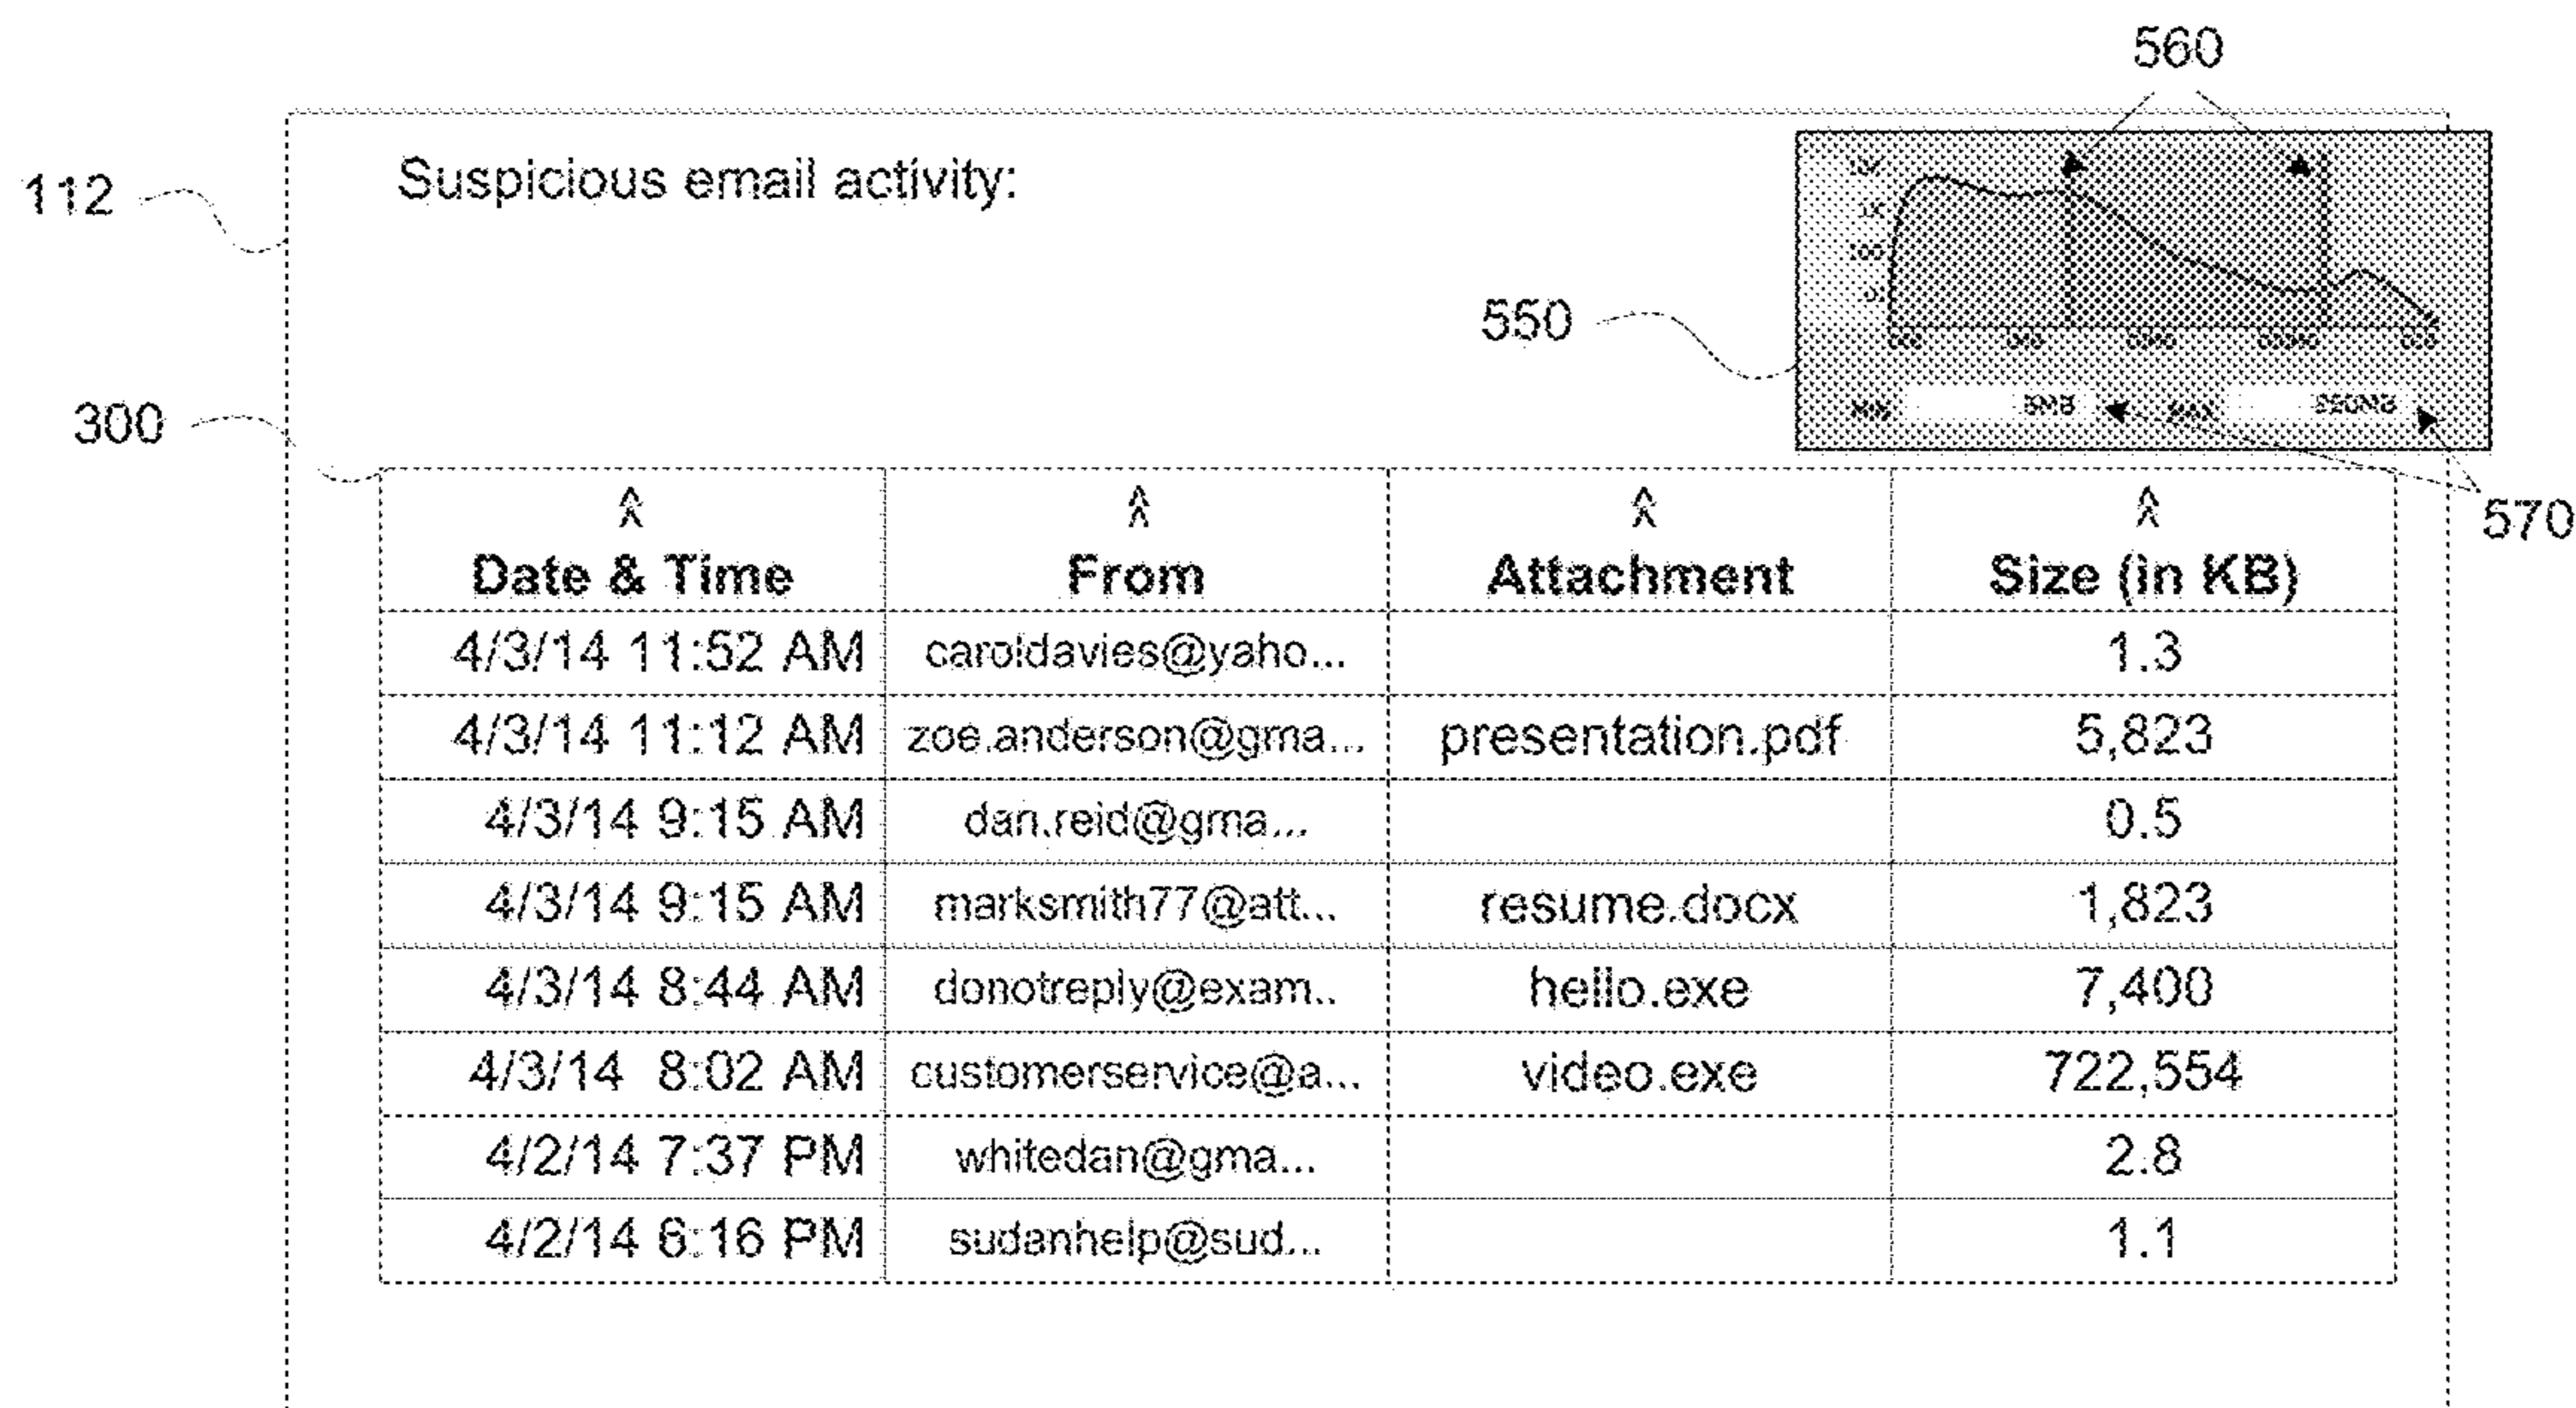 560
112
Suspicious email activity:
550
MIN 5MB MAX 250MB
300
570
Date & Time From Attachment Size (in KB)
4/3/14 11:52 AM caroldavies@yaho... 1.3
4/3/14 11:12 AM zoe.anderson@gma... presentation.pdf 5,823
4/3/14 9:15 AM dan.reid@gma... 0.5
4/3/14 9:15 AM marksmith77@att... resume.docx 1,823
4/3/14 8:44 AM donotreply@exam.. hello.exe 7,400
4/3/14 8:02 AM customerservice@a... video.exe 722,554
4/2/14 7:37 PM whitedan@gma... 2.8
4/2/14 6:16 PM sudanhelp@sud... 1.1